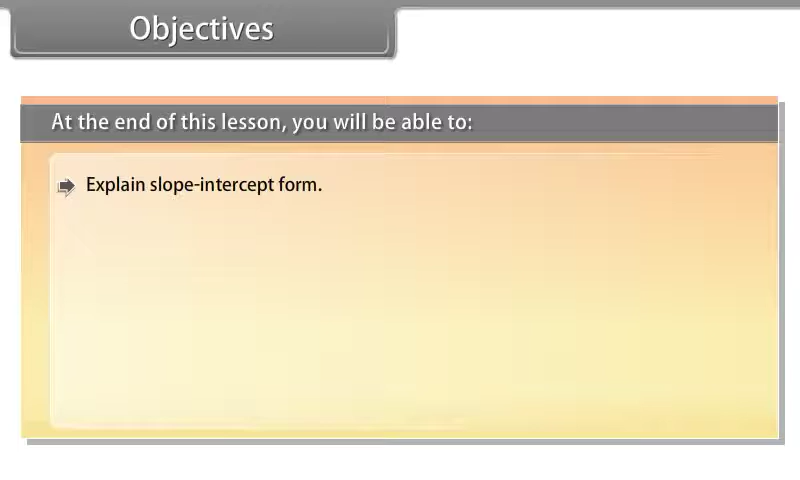 Objectives
At the end of this lesson, you will be able to:
Explain slope-intercept form.